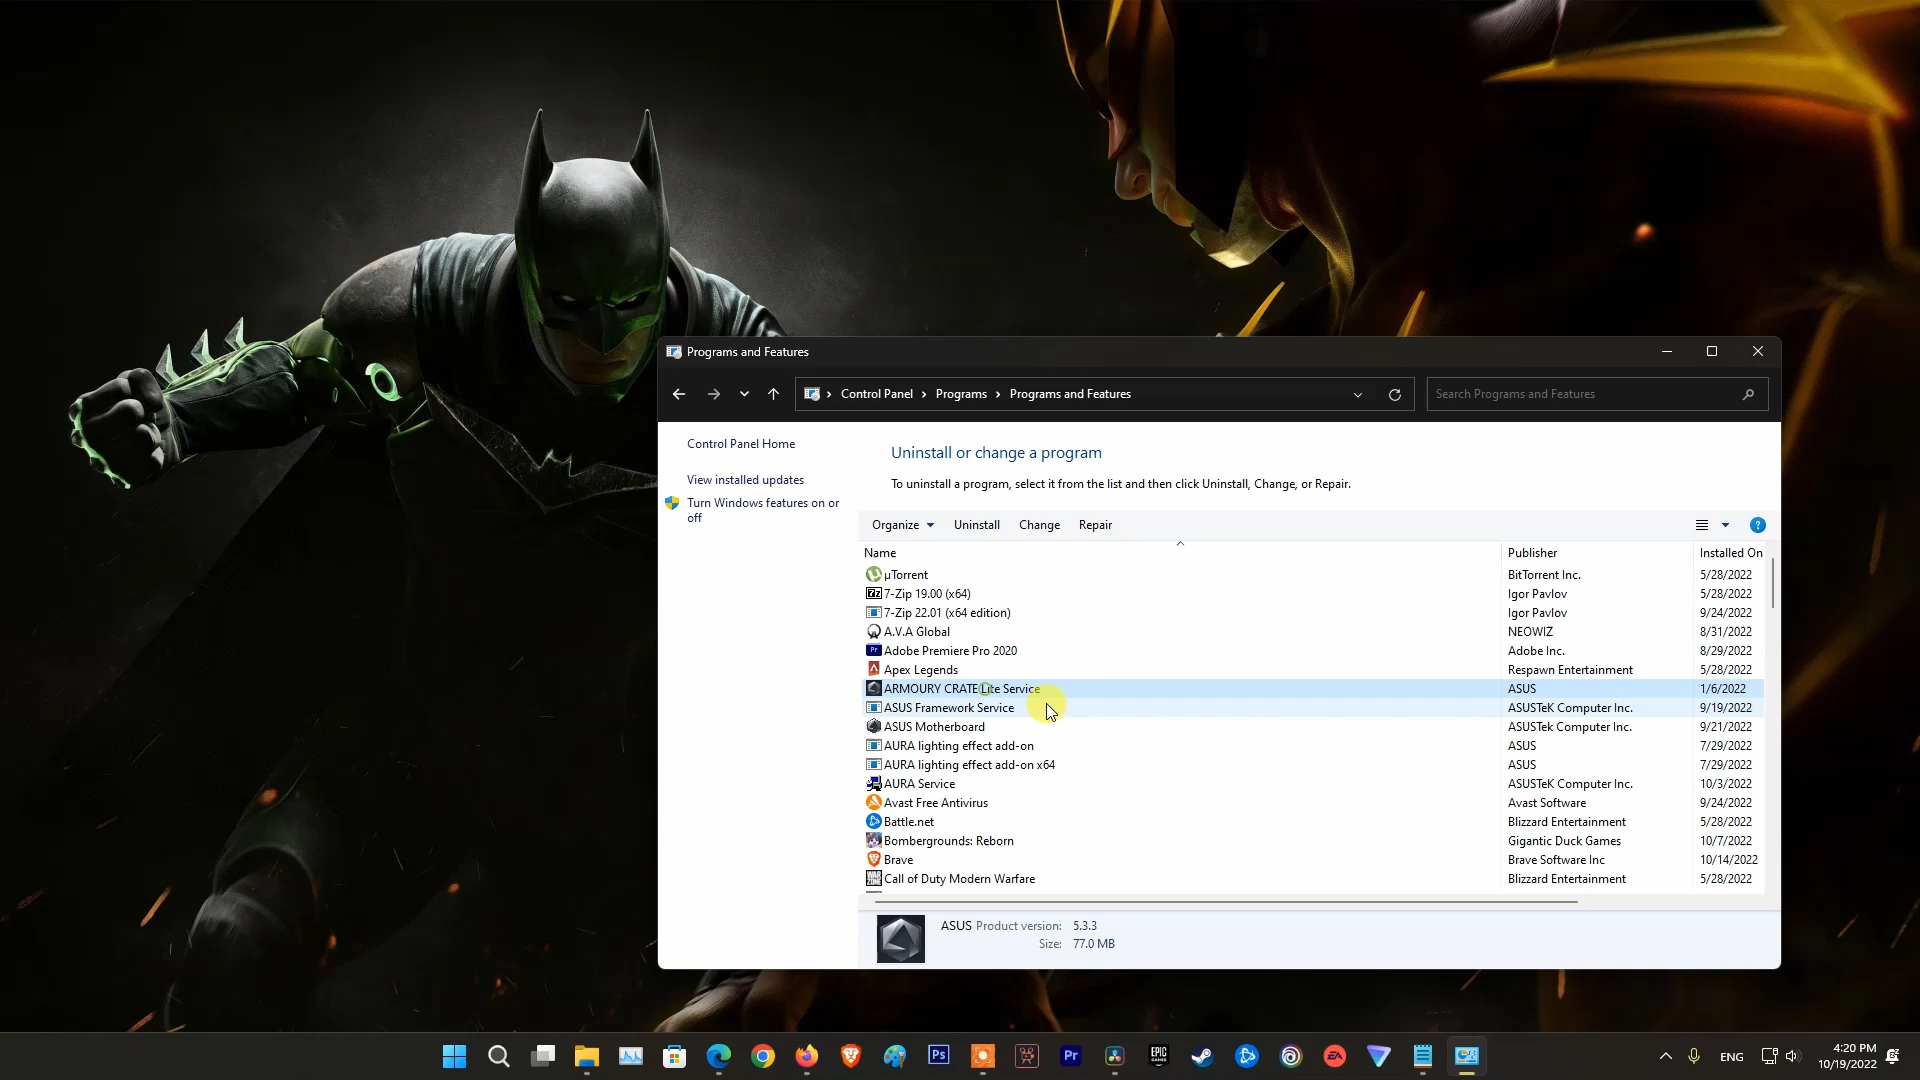 Programs and Features
Control Panel > Programs > Programs and Features
Search Programs and Features
Control Panel Home
View installed updates
Turn Windows features on or
off
Uninstall or change a program
To uninstall a program, select it from the list and then click Uninstall, Change, or Repair.
Organize Uninstall Change Repair
Name Publisher Installed On
µTorrent BitTorrent Inc. 5/28/2022
7-Zip 19.00 (x64) Igor Pavlov 5/28/2022
7-Zip 22.01 (x64 edition) Igor Pavlov 9/24/2022
A.V.A Global NEOWIZ 8/31/2022
Adobe Premiere Pro 2020 Adobe Inc. 8/29/2022
Apex Legends Respawn Entertainment 5/28/2022
ARMOURY CRATE Lite Service ASUS 1/6/2022
ASUS Framework Service ASUSTeK Computer Inc. 9/19/2022
ASUS Motherboard ASUSTek Computer Inc. 9/21/2022
AURA lighting effect add-on ASUS 7/29/2022
AURA lighting effect add-on x64 ASUS 7/29/2022
AURA Service ASUSTeK Computer Inc. 10/3/2022
Avast Free Antivirus Avast Software 9/24/2022
Battle.net Blizzard Entertainment 5/28/2022
Bombergrounds: Reborn Gigantic Duck Games 10/7/2022
Brave Brave Software Inc 10/14/2022
Call of Duty Modern Warfare Blizzard Entertainment 5/28/2022
ASUS Product version: 5.3.3
Size: 77.0 MB
Ps Pr EPIC GAMES EA
ENG
4:20 PM
10/19/2022